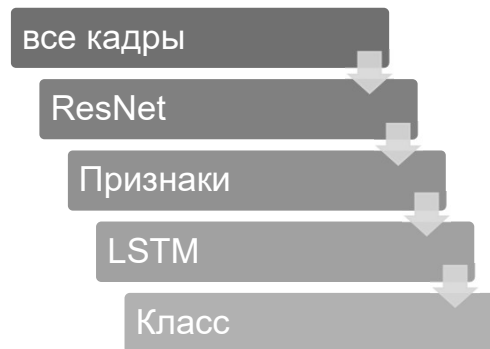 все кадры
ResNet
Признаки
LSTM
Класс